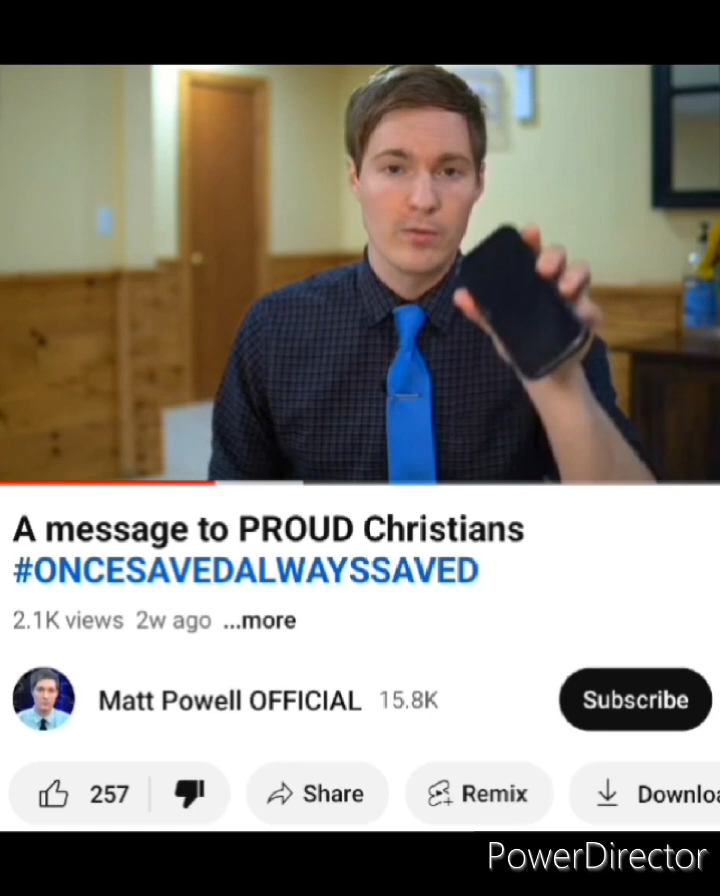 A message to PROUD Christians
#ONCESAVEDALWAYSSAVED
2.1K views 2w ago ...more
Matt Powell OFFICIAL 15.8K
Subscribe
257 Share Remix Downloa
PowerDirector